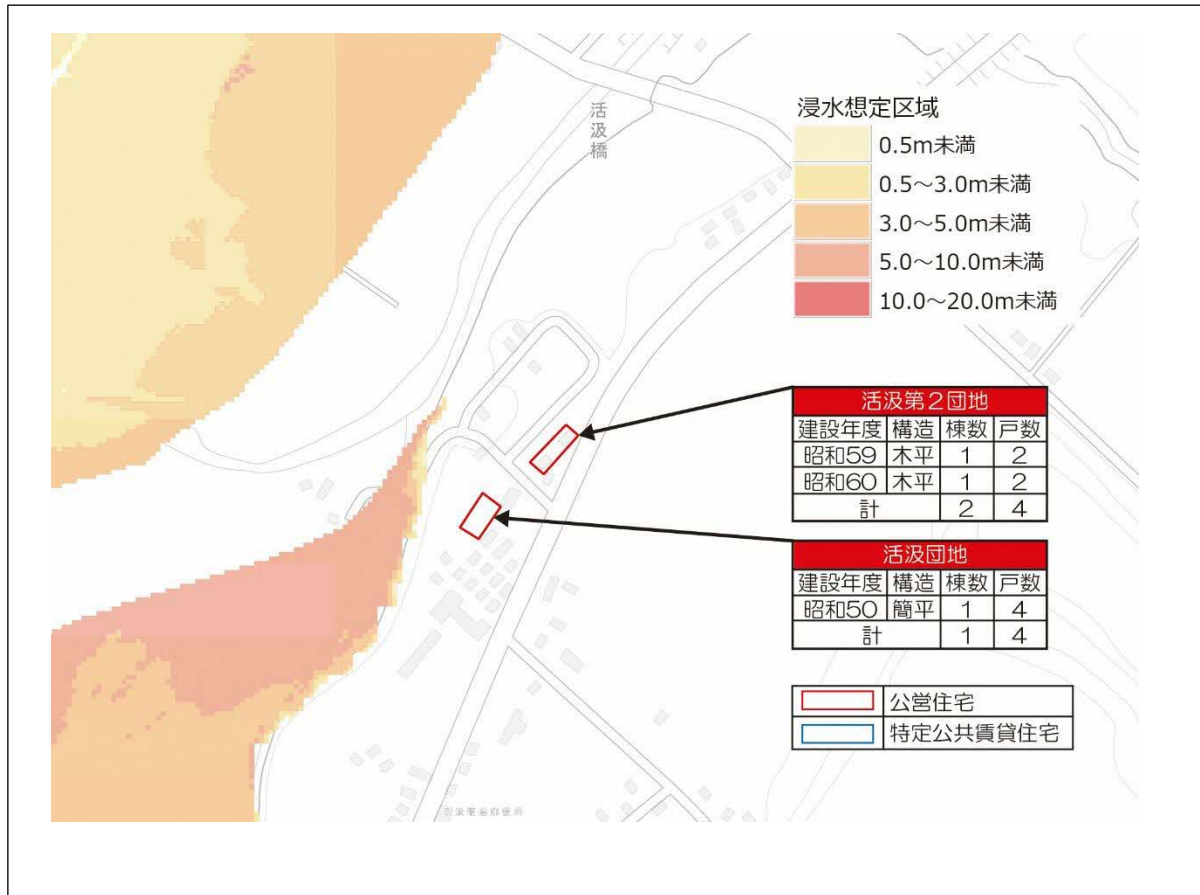 活汲橋
浸水想定区域
0.5m未満
0.5～3.0m未満
3.0～5.0m未満
5.0～10.0m未満
10.0～20.0m未満
活汲第2団地
建設年度 構造 棟数 戸数
昭和59 木平 1 2
昭和60 木平 1 2
計 2 4
活汲団地
建設年度 構造 棟数 戸数
昭和50 簡平 1 4
計 1 4
公営住宅
特定公共賃貸住宅